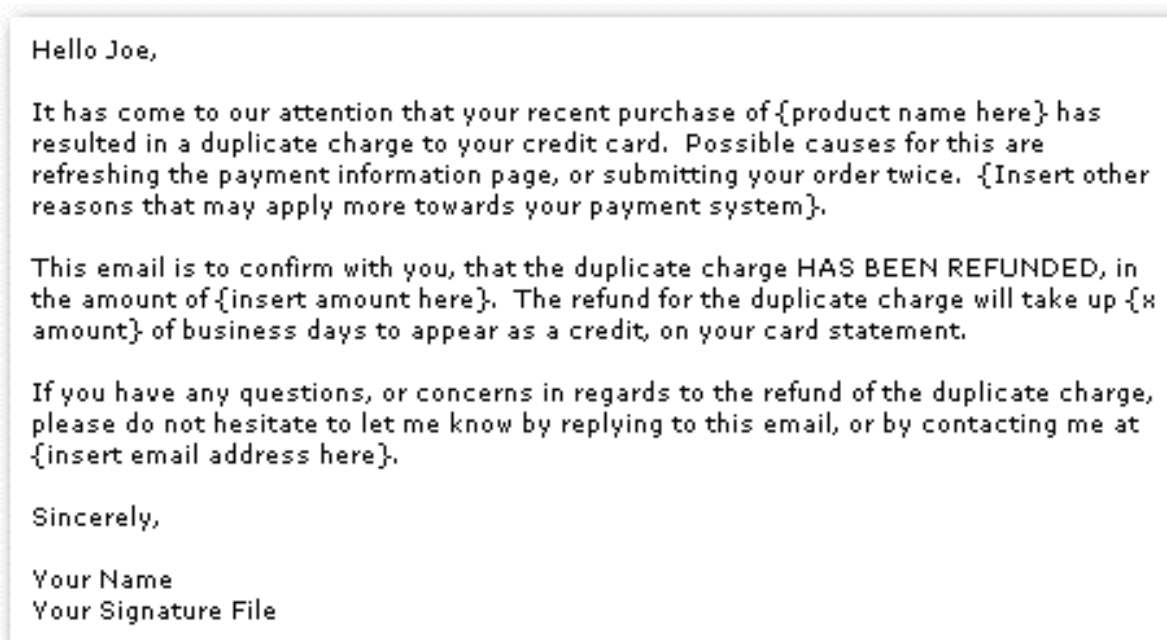 Hello Joe,
It has come to our attention that your recent purchase of {product name here} has
resulted in a duplicate charge to your credit card.  Possible causes for this are
refreshing the payment information page, or submitting your order twice.  {Insert other
reasons that may apply more towards your payment system}.
This email is to confirm with you, that the duplicate charge HAS BEEN REFUNDED, in
the amount of {insert amount here}.  The refund for the duplicate charge will take up {x
amount} of business days to appear as a credit, on your card statement.
If you have any questions, or concerns in regards to the refund of the duplicate charge,
please do not hesitate to let me know by replying to this email, or by contacting me at
{insert email address here}.
Sincerely,
Your Name
Your Signature File